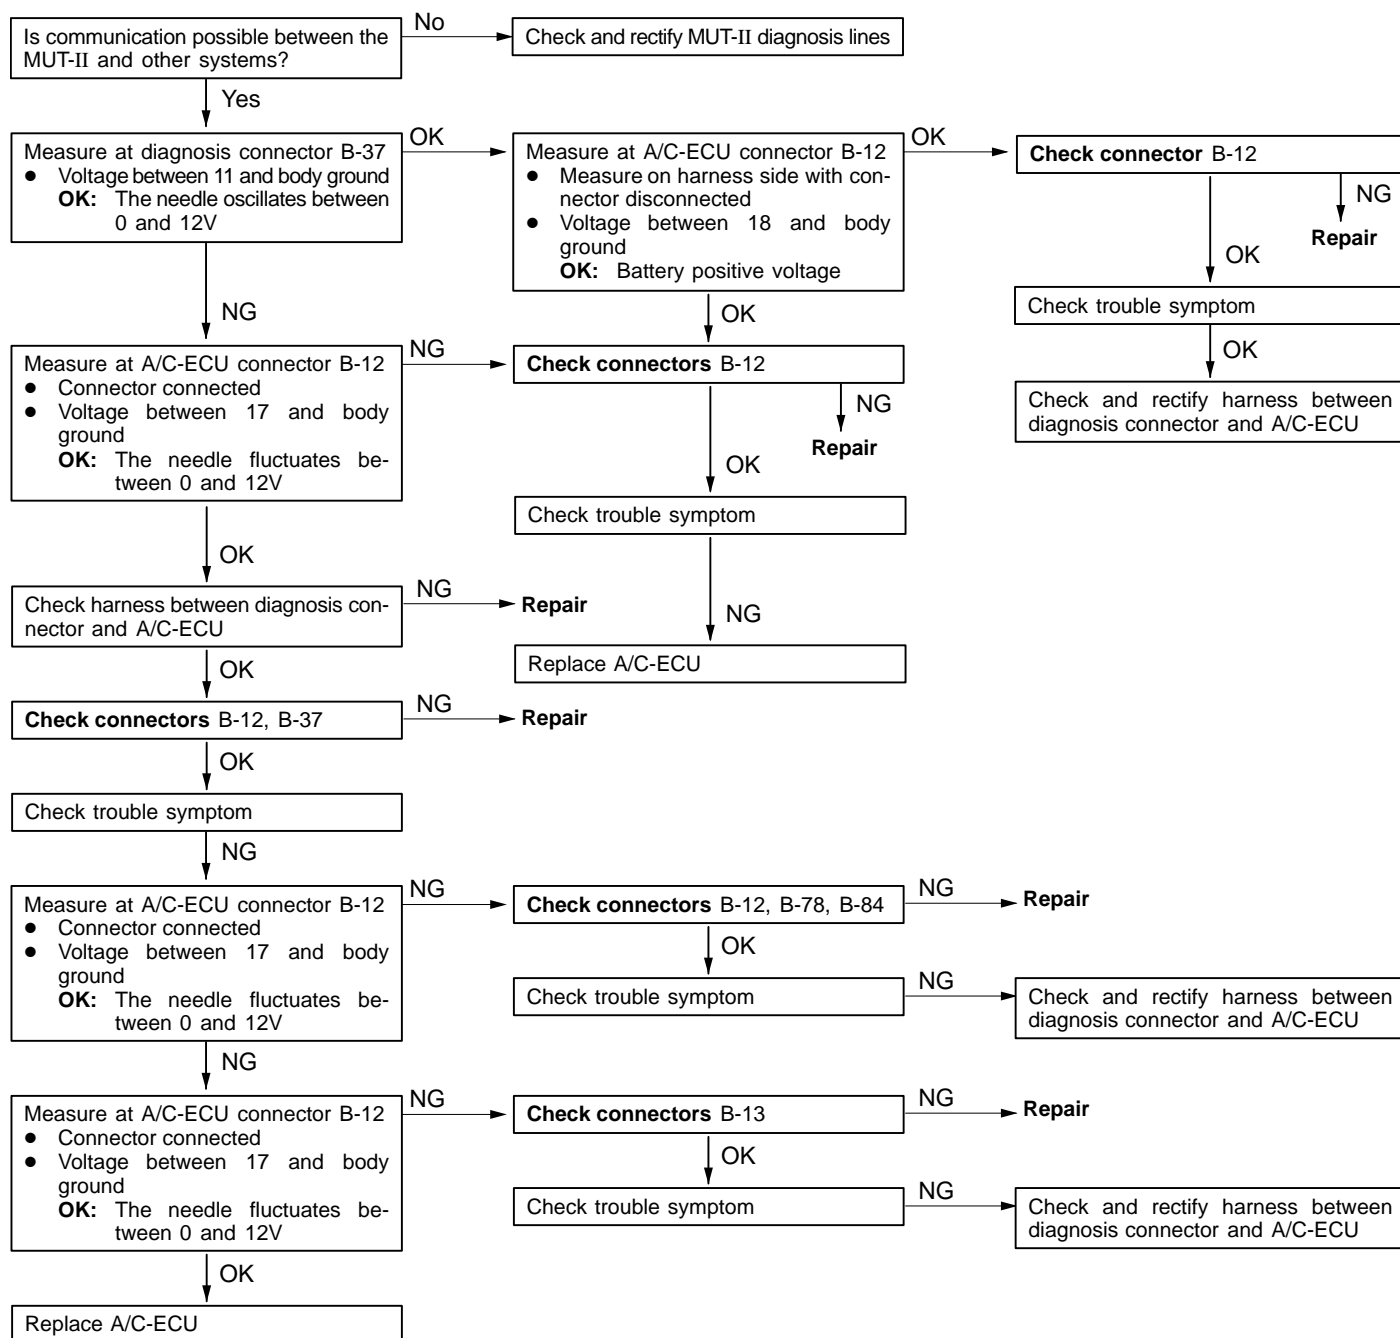 Is communication possible between the
MUT-II and other systems?
No
Check and rectify MUT-II diagnosis lines
Yes
Measure at diagnosis connector B-37
● Voltage between 11 and body ground
OK: The needle oscillates between
0 and 12V
OK
Measure at A/C-ECU connector B-12
● Measure on harness side with con-
nector disconnected
● Voltage between 18 and body
ground
OK: Battery positive voltage
OK
Check connector B-12
NG
Repair
OK
Check trouble symptom
OK
Check and rectify harness between
diagnosis connector and A/C-ECU
NG
OK
Measure at A/C-ECU connector B-12
● Connector connected
● Voltage between 17 and body
ground
OK: The needle fluctuates be-
tween 0 and 12V
NG
Check connectors B-12
NG
Repair
OK
Check trouble symptom
NG
Replace A/C-ECU
OK
Check harness between diagnosis con-
nector and A/C-ECU
NG
Repair
OK
Check connectors B-12, B-37
NG
Repair
OK
Check trouble symptom
NG
Measure at A/C-ECU connector B-12
● Connector connected
● Voltage between 17 and body
ground
OK: The needle fluctuates be-
tween 0 and 12V
NG
Check connectors B-12, B-78, B-84
NG
Repair
OK
Check trouble symptom
NG
Check and rectify harness between
diagnosis connector and A/C-ECU
NG
Measure at A/C-ECU connector B-12
● Connector connected
● Voltage between 17 and body
ground
OK: The needle fluctuates be-
tween 0 and 12V
NG
Check connectors B-13
NG
Repair
OK
Check trouble symptom
NG
Check and rectify harness between
diagnosis connector and A/C-ECU
OK
Replace A/C-ECU